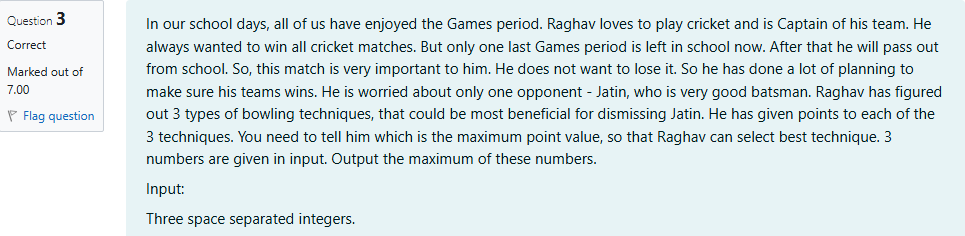 Question 3
Correct
Marked out of
7.00
Flag question
In our school days, all of us have enjoyed the Games period. Raghav loves to play cricket and is Captain of his team. He
always wanted to win all cricket matches. But only one last Games period is left in school now. After that he will pass out
from school. So, this match is very important to him. He does not want to lose it. So he has done a lot of planning to
make sure his teams wins. He is worried about only one opponent - Jatin, who is very good batsman. Raghav has figured
out 3 types of bowling techniques, that could be most beneficial for dismissing Jatin. He has given points to each of the
3 techniques. You need to tell him which is the maximum point value, so that Raghav can select best technique. 3
numbers are given in input. Output the maximum of these numbers.
Input:
Three space separated integers.